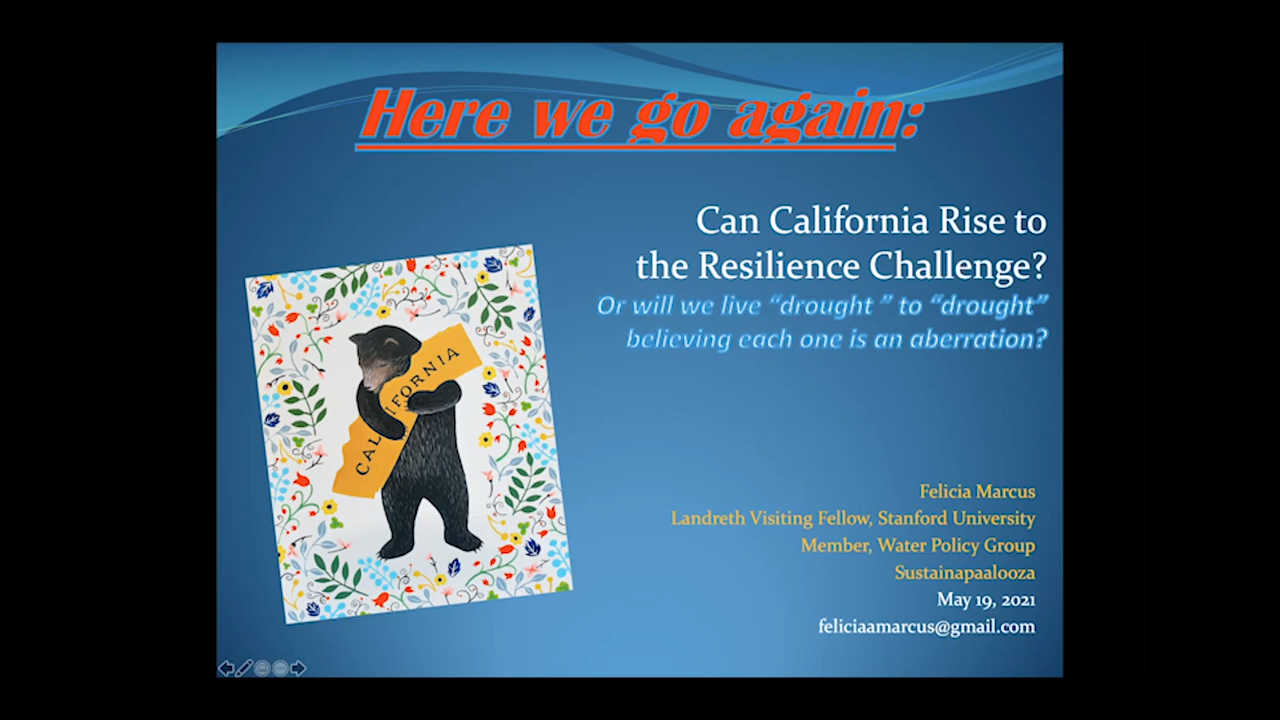 Here we go again:
Can California Rise to
the Resilience Challenge?
Or will we live “drought ” to “drought”
believing each one is an aberration?
CALIFORNIA
Felicia Marcus
Landreth Visiting Fellow, Stanford University
Member, Water Policy Group
Sustainapaalooza
May 19, 2021
feliciaamarcus@gmail.com